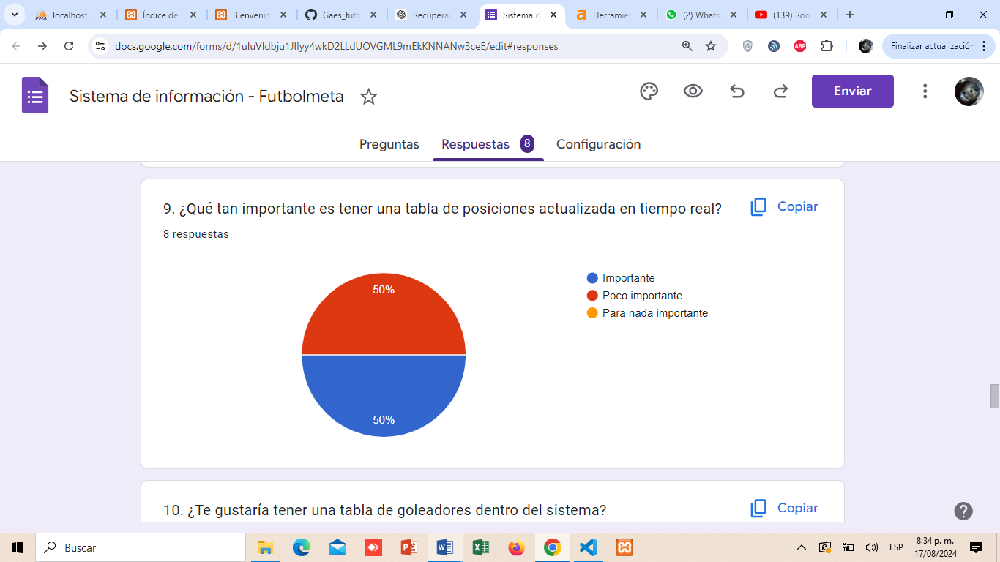 localhost
Índice de
Bienvenid
Gaes_futb
Recupera
Sistema d
Herramie
(2) Whats
(139) Ron
docs.google.com/forms/d/1uIuVIdbju1JIIyy4wkD2LLdUOVGML9mEkKNNANw3ceE/edit#responses
ABP
Finalizar actualización
Sistema de información - Futbolmeta
Enviar
Preguntas
Respuestas 8
Configuración
9. ¿Qué tan importante es tener una tabla de posiciones actualizada en tiempo real?
Copiar
8 respuestas
50%
50%
Importante
Poco importante
Para nada importante
10. ¿Te gustaría tener una tabla de goleadores dentro del sistema?
Copiar
Buscar
ESP
8:34 p. m.
17/08/2024